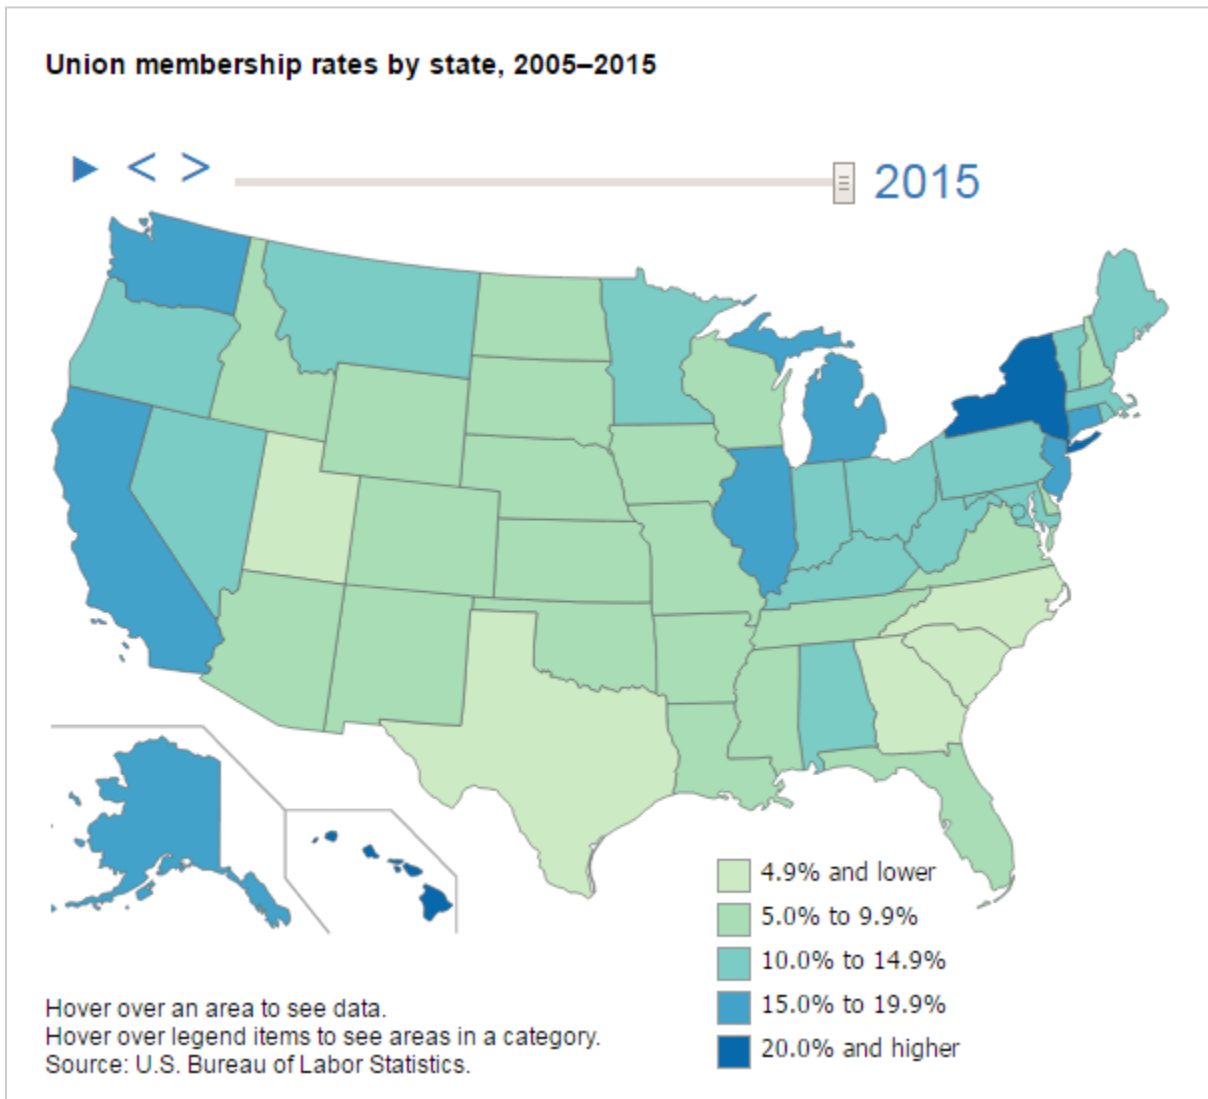 Union membership rates by state, 2005–2015
2015
4.9% and lower
5.0% to 9.9%
10.0% to 14.9%
15.0% to 19.9%
20.0% and higher
Hover over an area to see data.
Hover over legend items to see areas in a category.
Source: U.S. Bureau of Labor Statistics.